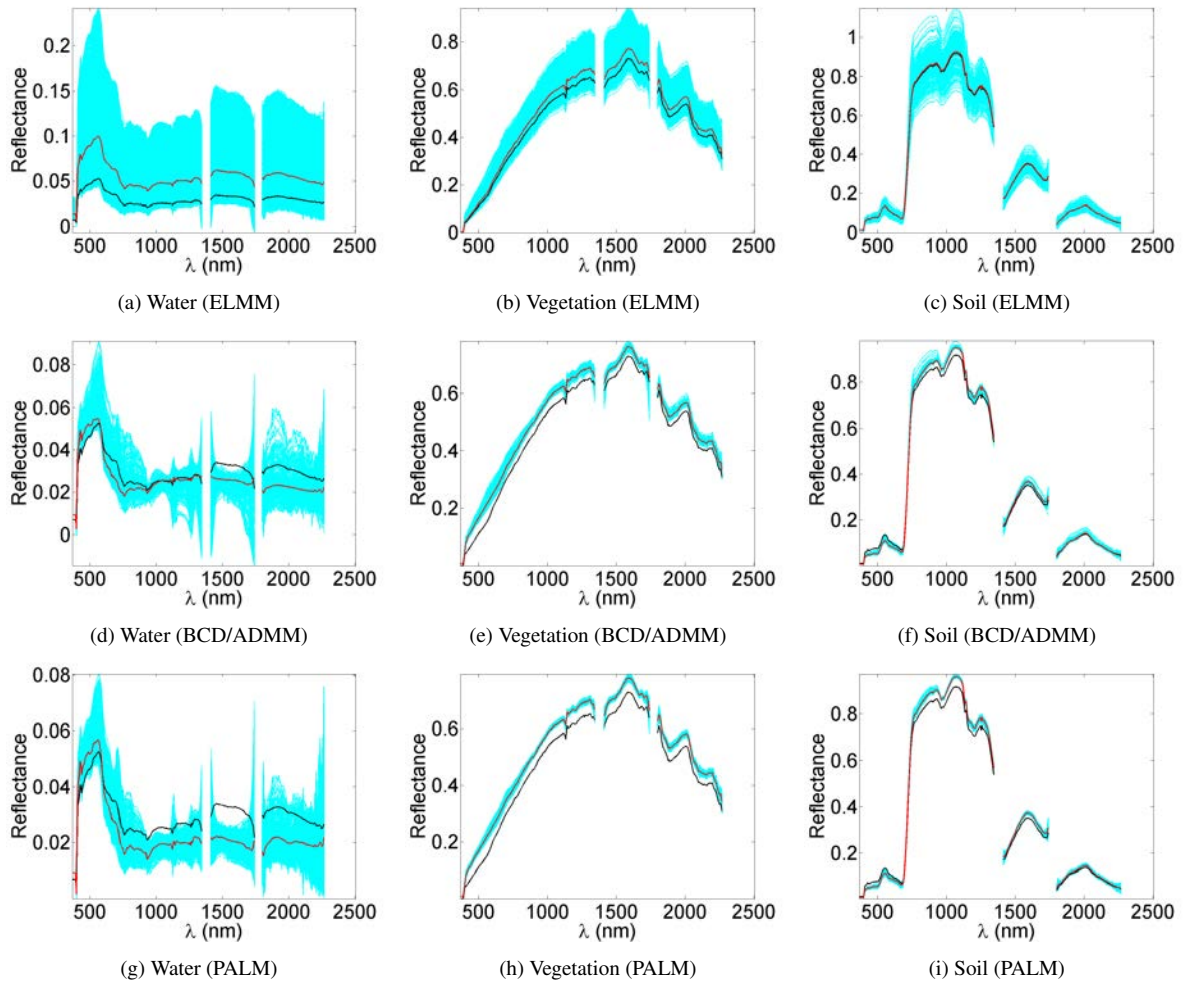 0.2
0.15
0.1
0.05
0
Reflectance
500 1000 1500 2000 2500
λ (nm)
(a) Water (ELMM)
0.8
0.6
0.4
0.2
0
Reflectance
500 1000 1500 2000 2500
λ (nm)
(b) Vegetation (ELMM)
1
0.8
0.6
0.4
0.2
0
Reflectance
500 1000 1500 2000 2500
λ (nm)
(c) Soil (ELMM)
0.08
0.06
0.04
0.02
0
Reflectance
500 1000 1500 2000 2500
λ (nm)
(d) Water (BCD/ADMM)
0.6
0.4
0.2
Reflectance
500 1000 1500 2000 2500
λ (nm)
(e) Vegetation (BCD/ADMM)
0.8
0.6
0.4
0.2
Reflectance
500 1000 1500 2000 2500
λ (nm)
(f) Soil (BCD/ADMM)
0.08
0.06
0.04
0.02
Reflectance
500 1000 1500 2000 2500
λ (nm)
(g) Water (PALM)
0.6
0.4
0.2
Reflectance
500 1000 1500 2000 2500
λ (nm)
(h) Vegetation (PALM)
0.8
0.6
0.4
0.2
Reflectance
500 1000 1500 2000 2500
λ (nm)
(i) Soil (PALM)